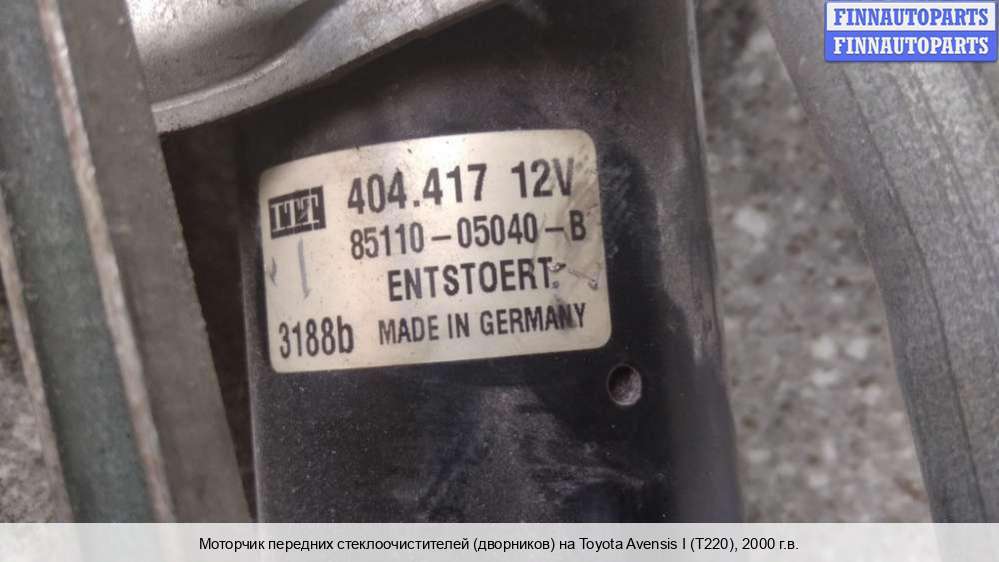 FINNAUTOPARTS
FINNAUTOPARTS
ITT 404.417 12V
85110-05040-B
ENTSTOERT
3188b MADE IN GERMANY
Моторчик передних стеклоочистителей (дворников) на Toyota Avensis I (T220), 2000 г.в.